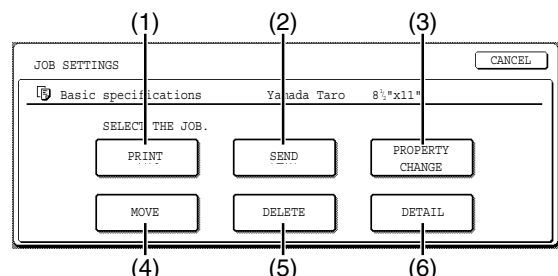 (1) (2) (3)
JOB SETTINGS CANCEL
Basic specifications Yamada Taro 8½"x11"
SELECT THE JOB.
PRINT SEND PROPERTY
CHANGE
MOVE DELETE DETAIL
(4) (5) (6)